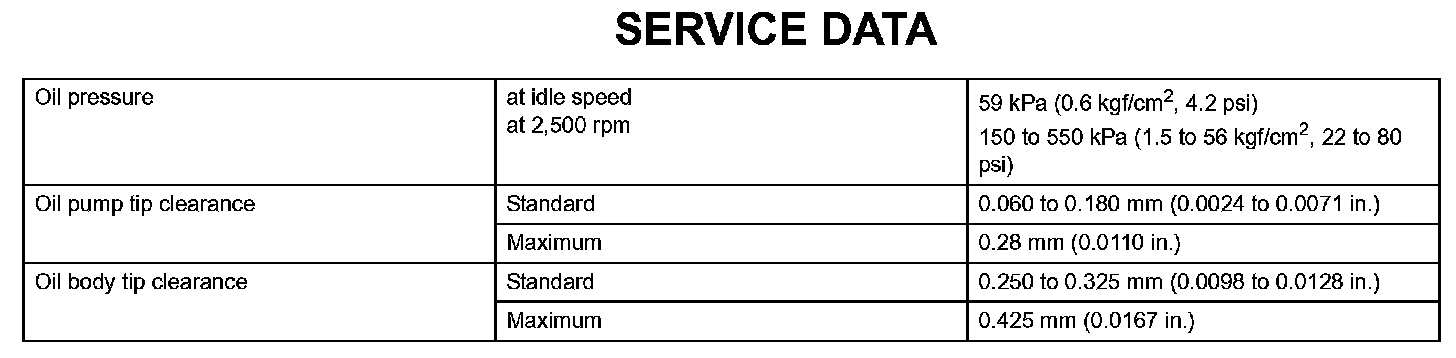 SERVICE DATA
Oil pressure
at idle speed
at 2,500 rpm
59 kPa (0.6 kgf/cm², 4.2 psi)
150 to 550 kPa (1.5 to 56 kgf/cm², 22 to 80
psi)
Oil pump tip clearance
Standard
0.060 to 0.180 mm (0.0024 to 0.0071 in.)
Maximum
0.28 mm (0.0110 in.)
Oil body tip clearance
Standard
0.250 to 0.325 mm (0.0098 to 0.0128 in.)
Maximum
0.425 mm (0.0167 in.)